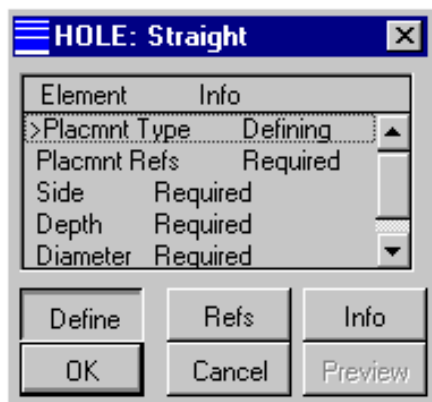 HOLE: Straight
Element Info
>Placmnt Type Defining
Placmnt Refs Required
Side Required
Depth Required
Diameter Required
Define Refs Info
OK Cancel Preview